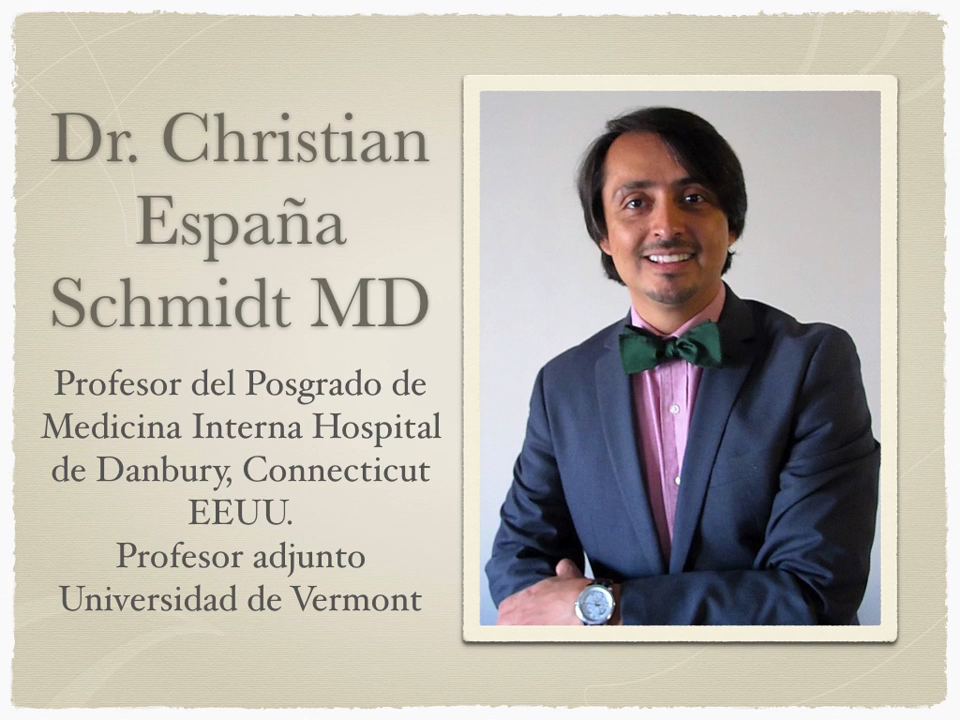 Dr. Christian
España
Schmidt MD
Profesor del Posgrado de
Medicina Interna Hospital
de Danbury, Connecticut
EEUU.
Profesor adjunto
Universidad de Vermont